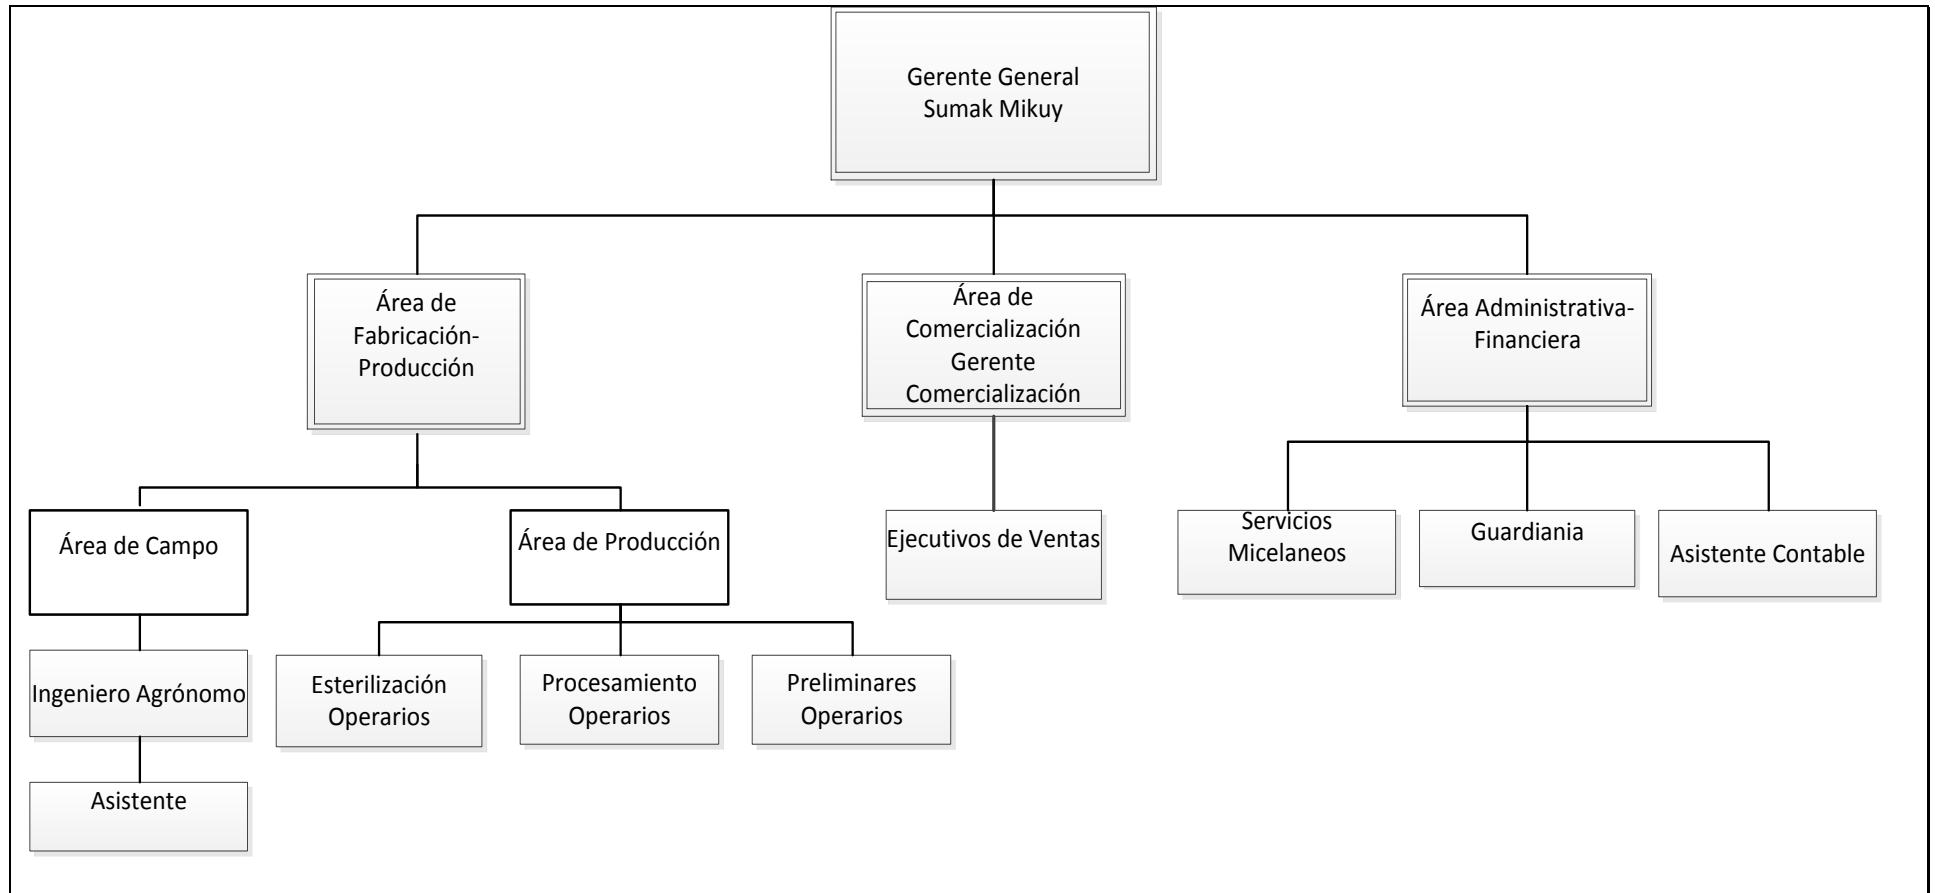 Gerente General
Sumak Mikuy
Área de
Fabricación-
Producción
Área de
Comercialización
Gerente
Comercialización
Área Administrativa-
Financiera
Área de Campo
Área de Producción
Ejecutivos de Ventas
Servicios
Micelaneos
Guardiania
Asistente Contable
Ingeniero Agrónomo
Esterilización
Operarios
Procesamiento
Operarios
Preliminares
Operarios
Asistente